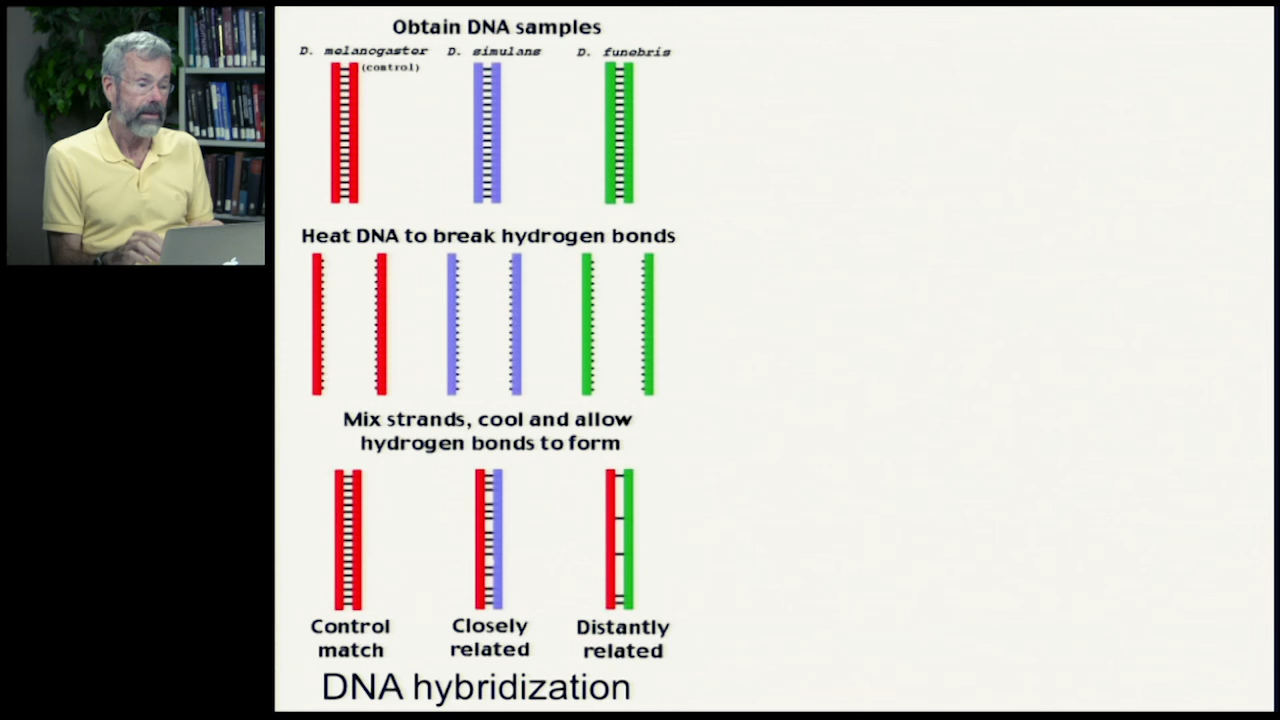 Obtain DNA samples
D. melanogaster D. simulans D. funebris
(control)
Heat DNA to break hydrogen bonds
Mix strands, cool and allow
hydrogen bonds to form
Control Closely Distantly
match related related
DNA hybridization